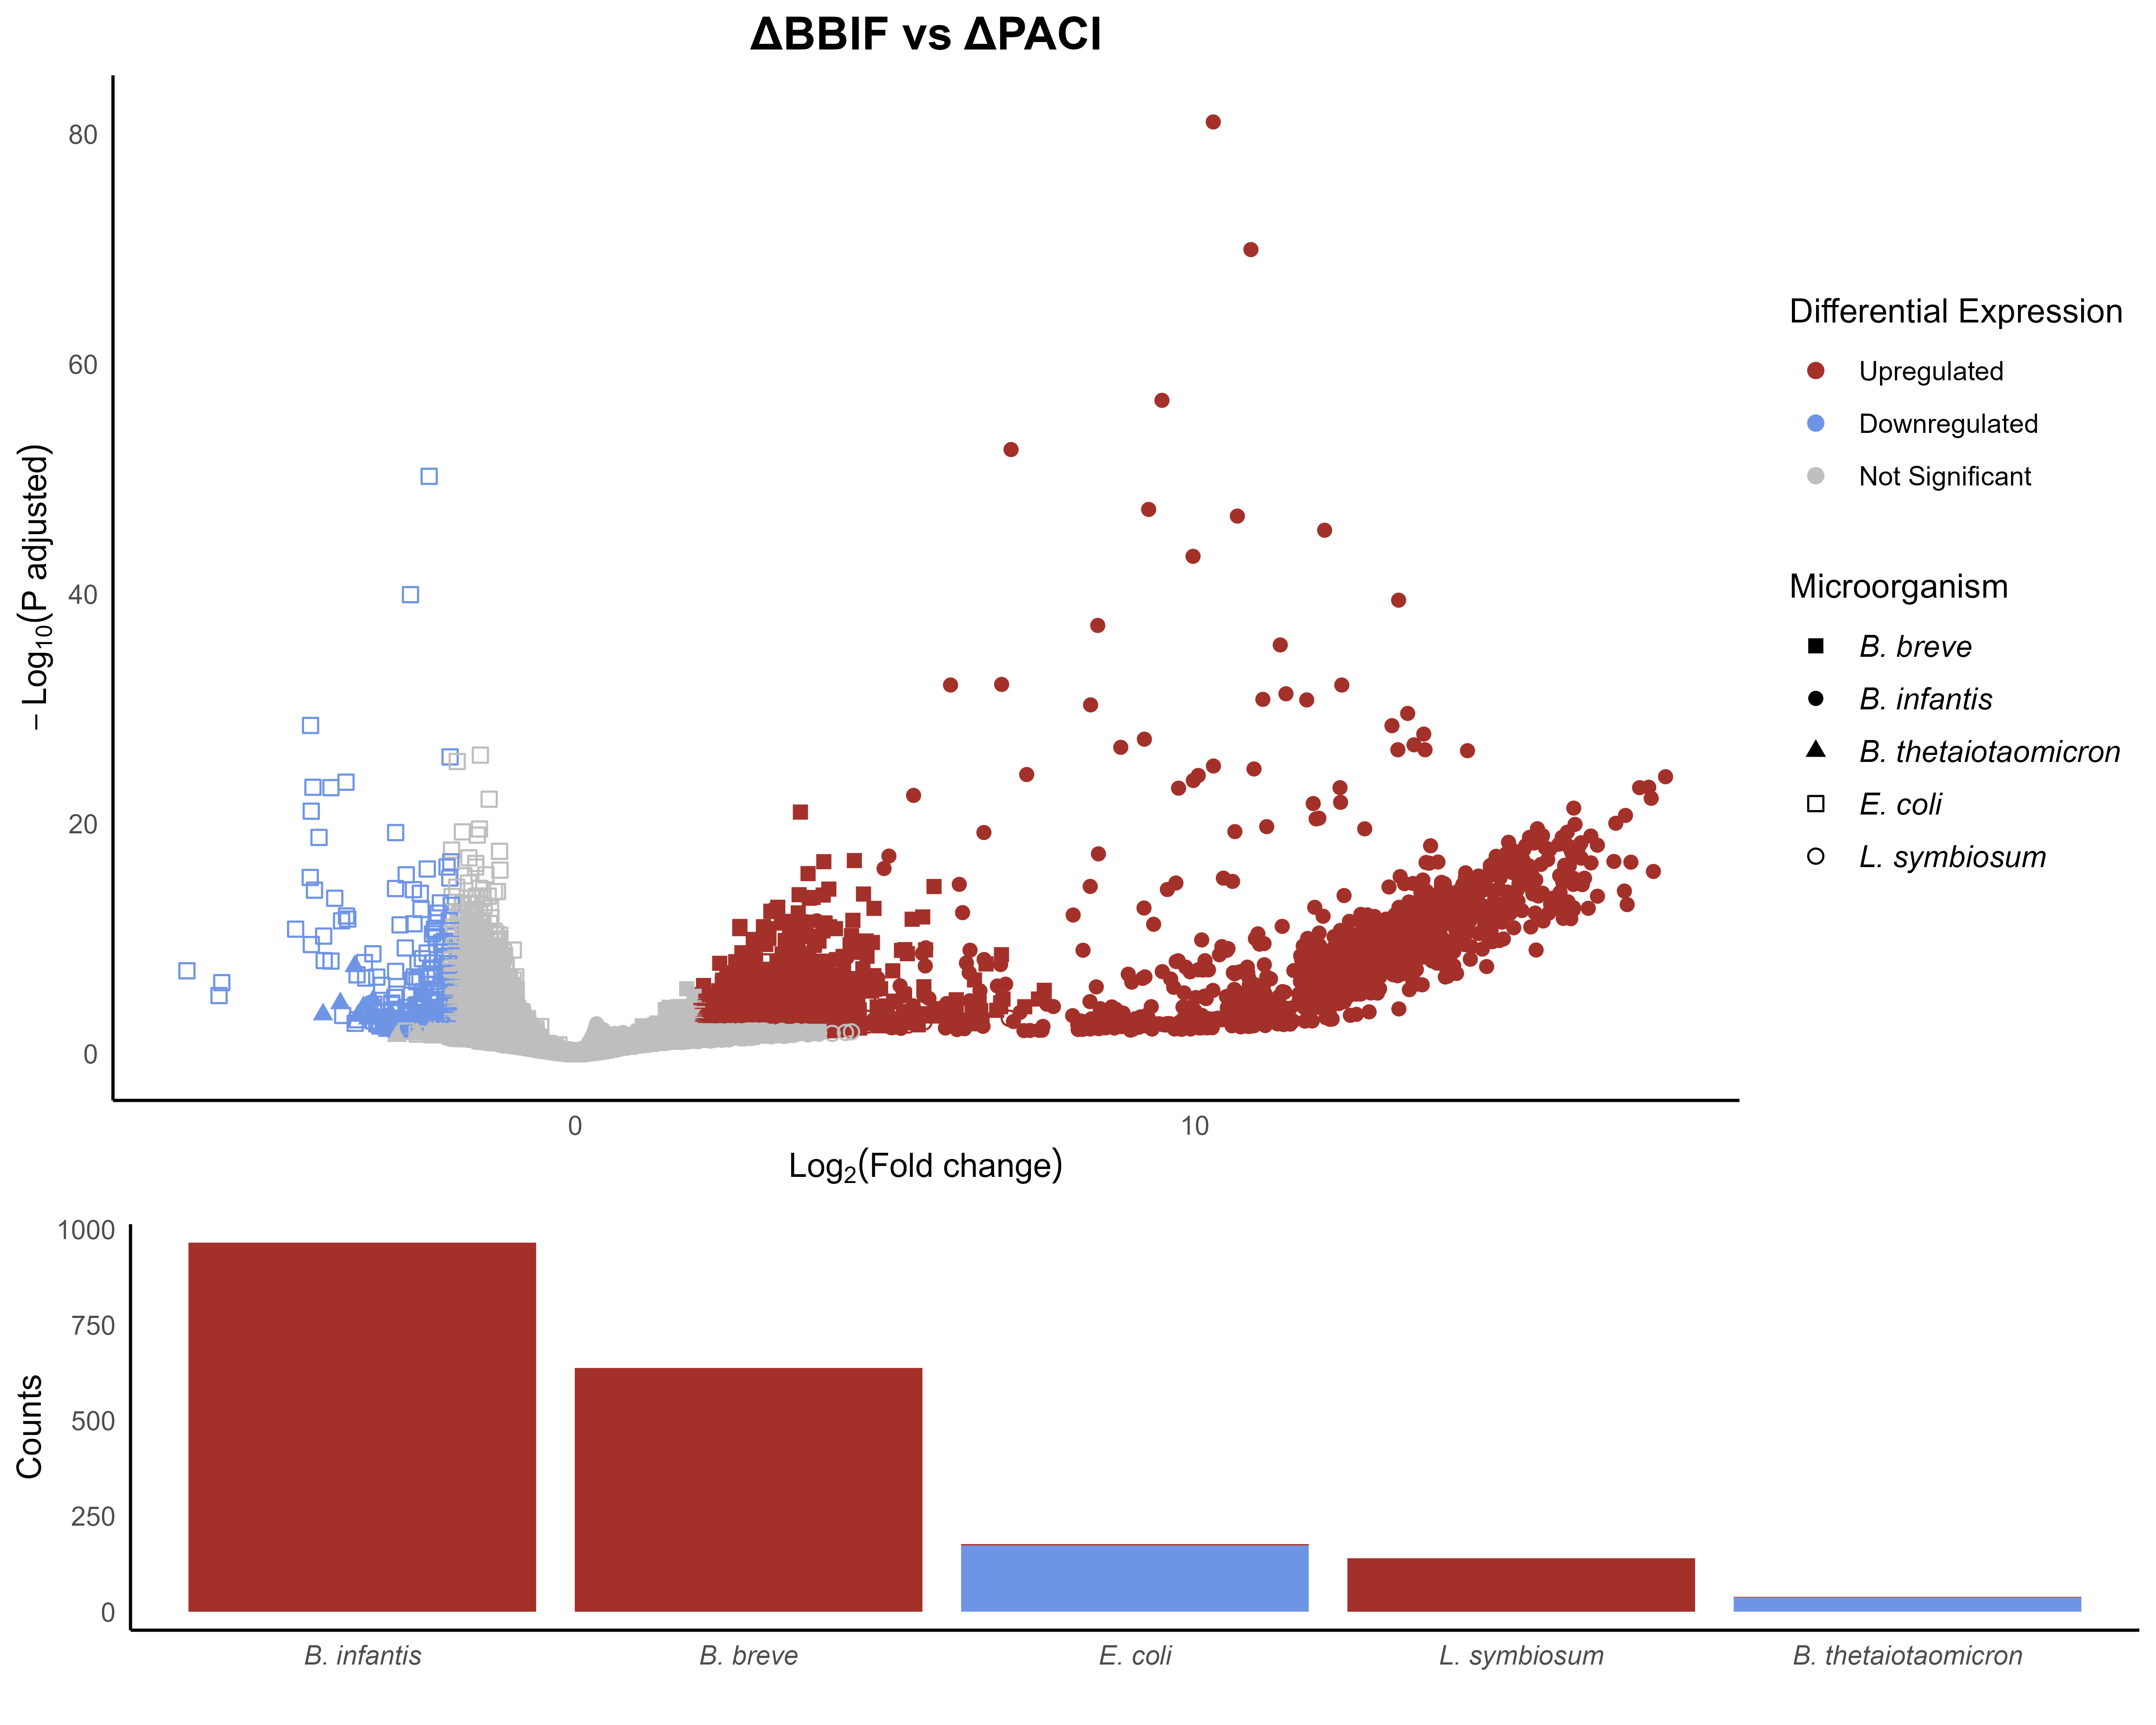 ΔBBIF vs ΔPACI
80
60
40
20
0
− Log10(P adjusted)
0
10
Log2(Fold change)
Differential Expression
Upregulated
Downregulated
Not Significant
Microorganism
B. breve
B. infantis
B. thetaiotaomicron
E. coli
L. symbiosum
1000
750
500
250
0
Counts
B. infantis
B. breve
E. coli
L. symbiosum
B. thetaiotaomicron